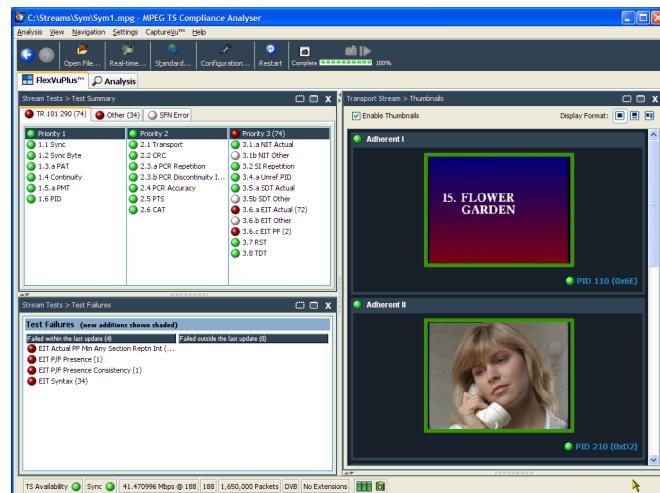 C:\Streams\Sym\Sym1.mpg - MPEG TS Compliance Analyser
Analysis View Navigation Settings CaptureVu™ Help
Open File... Real-time... Standard... Configuration... Restart Complete 100%
FlexVuPlus™ Analysis
Stream Tests > Test Summary
TR 101 290 (74) Other (34) SFN Error
Priority 1
1.1 Sync
1.2 Sync Byte
1.3.a PAT
1.4 Continuity
1.5.a PMT
1.6 PID
Priority 2
2.1 Transport
2.2 CRC
2.3.a PCR Repetition
2.3.b PCR Discontinuity I...
2.4 PCR Accuracy
2.5 PTS
2.6 CAT
Priority 3 (74)
3.1.a NIT Actual
3.1b NIT Other
3.2 SI Repetition
3.4.a Unref PID
3.5.a SDT Actual
3.5b SDT Other
3.6.a EIT Actual (72)
3.6.b EIT Other
3.6.c EIT PF (2)
3.7 RST
3.8 TDT
Stream Tests > Test Failures
Test Failures (new additions shown shaded)
Failed within the last update (4) Failed outside the last update (0)
EIT Actual PF Min Any Section Reptn Int (...
EIT P/F Presence (1)
EIT P/F Presence Consistency (1)
EIT Syntax (34)
Transport Stream > Thumbnails
Enable Thumbnails Display Format:
Adherent I
15. FLOWER
GARDEN
PID 110 (0x6E)
Adherent II
PID 210 (0xD2)
TS Availability Sync 41.470996 Mbps @ 188 188 1,650,000 Packets DVB No Extensions